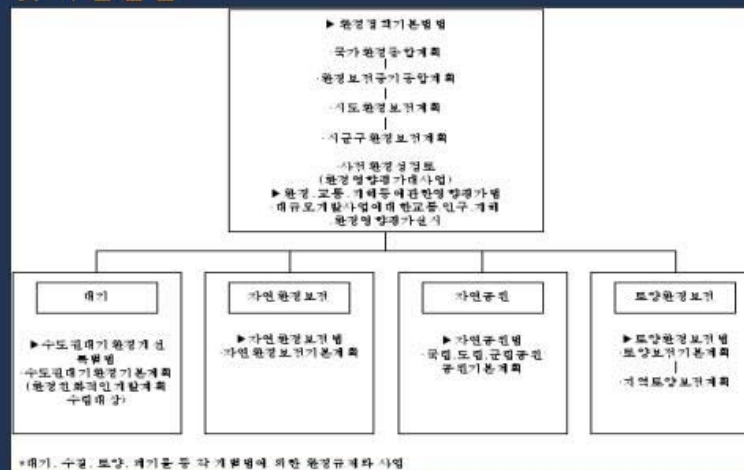 ▶환경정책기본법법
국가환경종합계획
·환경보전중기종합계획
·시도환경보전계획
·시군구환경보전계획
·사전환경성검토
(환경영향평가대사업)
▶환경.교통.재해등에관한영향평가법
·대규모개발사업에대한교통.인구.재해
환경영향평가실시
대기
▶수도권대기환경개선
특별법
·수도권대기환경기본계획
(환경친화적인개발계획
수립대상)
자연환경보전
▶자연환경보전법
·자연환경보전기본계획
자연공원
▶자연공원법
·국립.도립.군립공원
공원기본계획
토양환경보전
▶토양환경보전법
·토양보전기본계획
·지역토양보전계획
*대기. 수질. 토양. 폐기물 등 각 개별법에 의한 환경규제와 사업